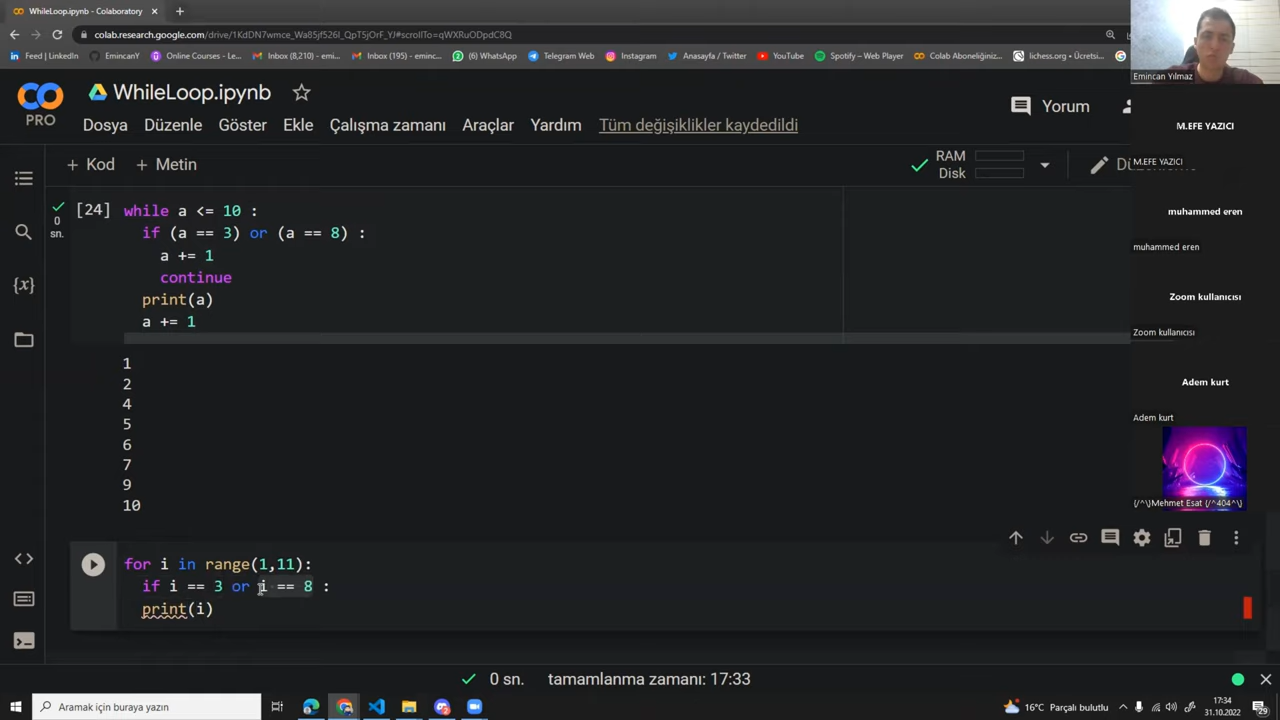 WhileLoop.ipynb - Colaboratory
colab.research.google.com/drive/1KdDN7wmce_Wa85jf526I_QpT5jOrF_YJ#scrollTo=qWXRuODpdC8Q
Feed | LinkedIn
EmincanY
Online Courses - Le...
Inbox (8,210) - emi...
Inbox (195) - eminc...
(6) WhatsApp
Telegram Web
Instagram
Anasayfa / Twitter
YouTube
Spotify – Web Player
Colab Aboneliğiniz...
lichess.org • Ücretsi...
Emincan Yılmaz
PRO
WhileLoop.ipynb
Dosya Düzenle Göster Ekle Çalışma zamanı Araçlar Yardım Tüm değişiklikler kaydedildi
Yorum
+ Kod + Metin
RAM
Disk
M.EFE YAZICI
M.EFE YAZICI
muhammed eren
muhammed eren
Zoom kullanıcısı
Zoom kullanıcısı
Adem kurt
Adem kurt
{/^\}Mehmet Esat {/^404^\}
0
sn.
[24] while a <= 10 :
if (a == 3) or (a == 8) :
a += 1
continue
print(a)
a += 1
1
2
4
5
6
7
9
10
{x}
for i in range(1,11):
if i == 3 or i == 8 :
print(i)
0 sn. tamamlanma zamanı: 17:33
Aramak için buraya yazın
16°C Parçalı bulutlu
17:34
31.10.2022
29